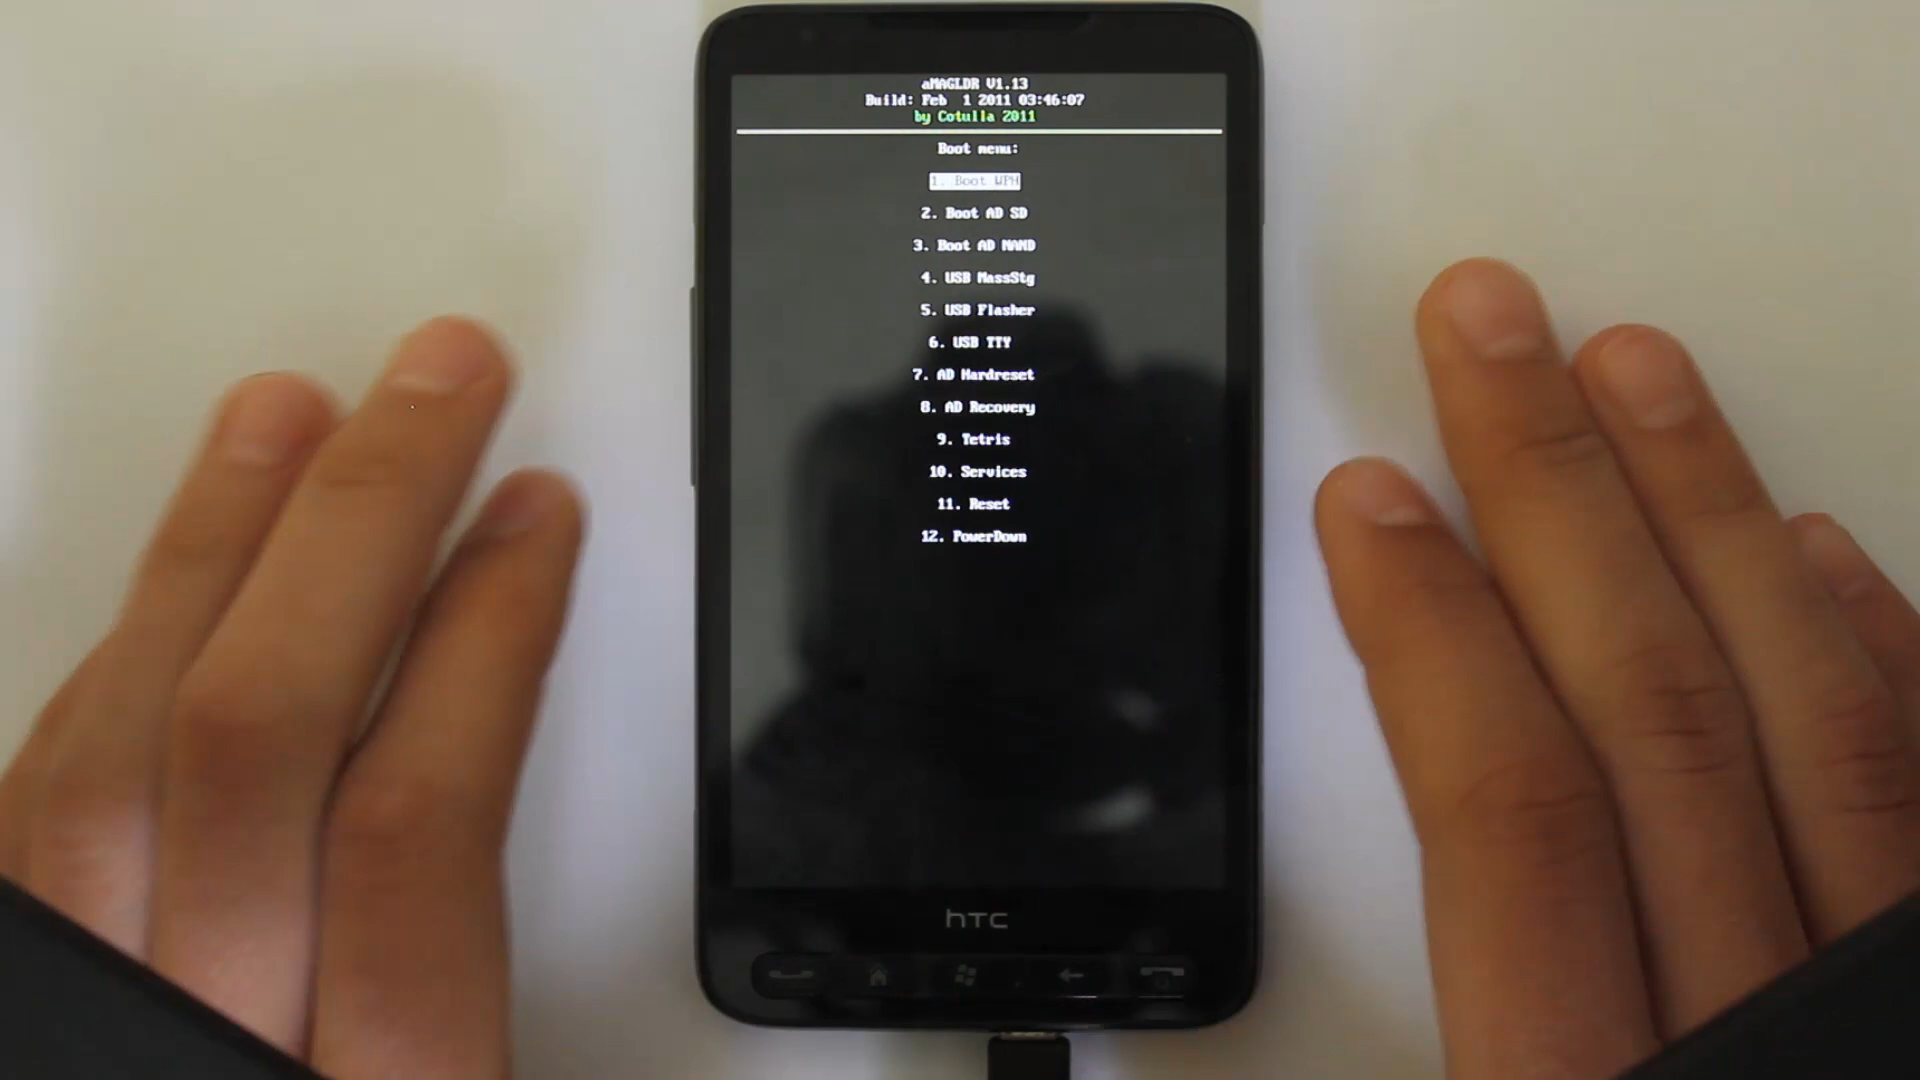 aMAGLDR V1.13
Build: Feb 1 2011 03:46:07
by Cotulla 2011
Boot menu:
1. Boot WPH
2. Boot AD SD
3. Boot AD NAND
4. USB MassStg
5. USB Flasher
6. USB TTY
7. AD Hardreset
8. AD Recovery
9. Tetris
10. Services
11. Reset
12. PowerDown
hTC